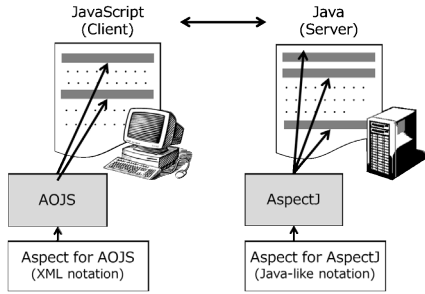 JavaScript
(Client)
Java
(Server)
AOJS
AspectJ
Aspect for AOJS
(XML notation)
Aspect for AspectJ
(Java-like notation)